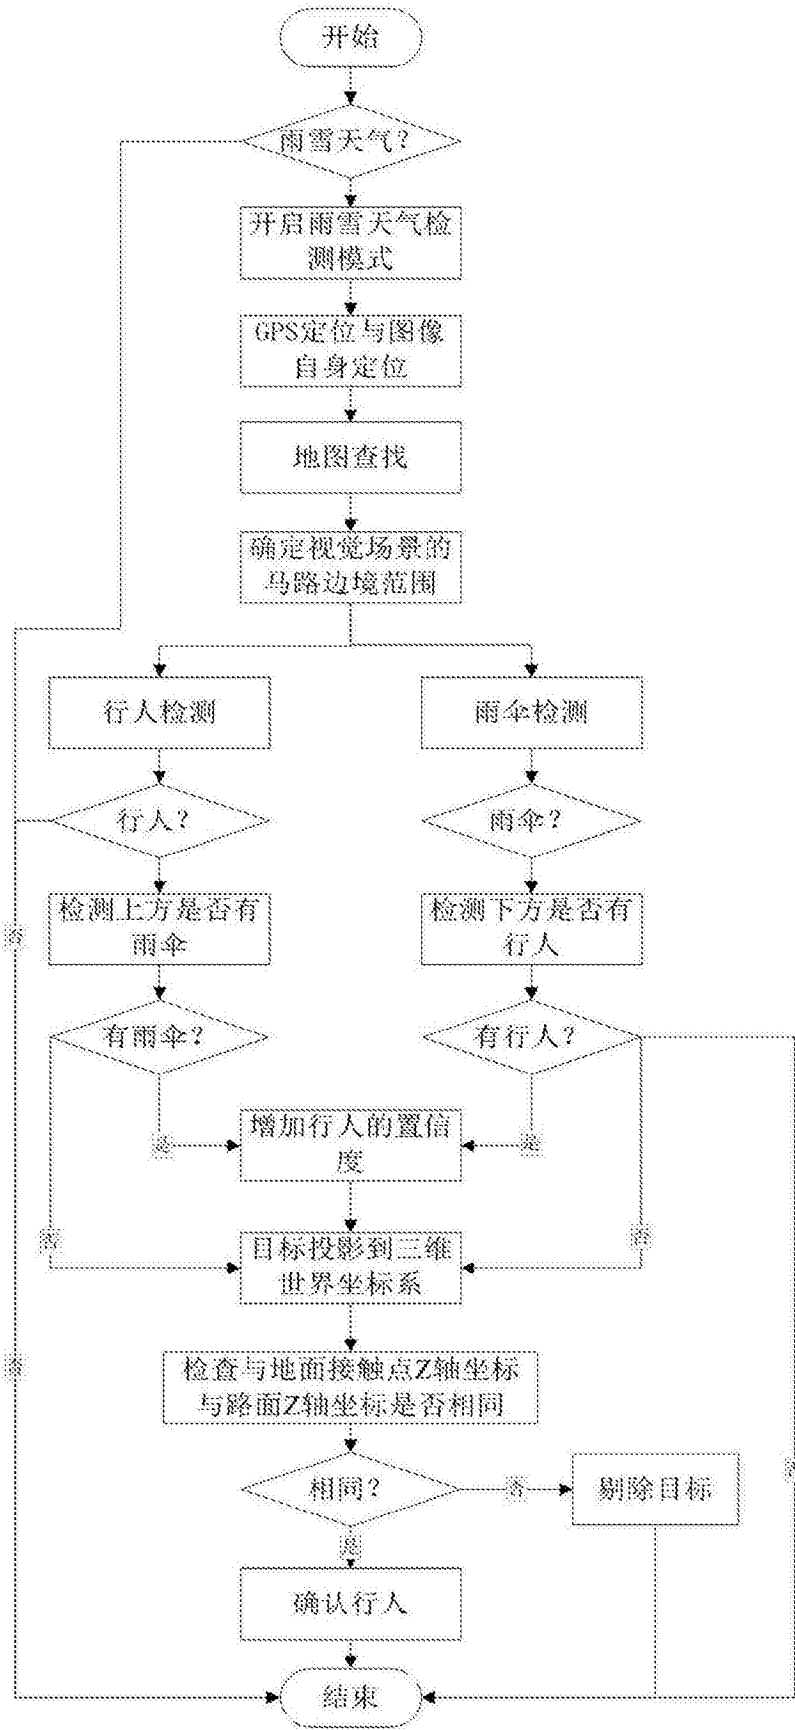 开始
雨雪天气?
开启雨雪天气检
测模式
GPS定位与图像
自身定位
地图查找
确定视觉场景的
马路边境范围
行人检测
雨伞检测
行人?
雨伞?
检测上方是否有
雨伞
检测下方是否有
行人
否
有雨伞?
有行人?
增加行人的置信
度
是
是
否
否
目标投影到三维
世界坐标系
检查与地面接触点Z轴坐标
与路面Z轴坐标是否相同
否
相同?
否
剔除目标
是
确认行人
结束